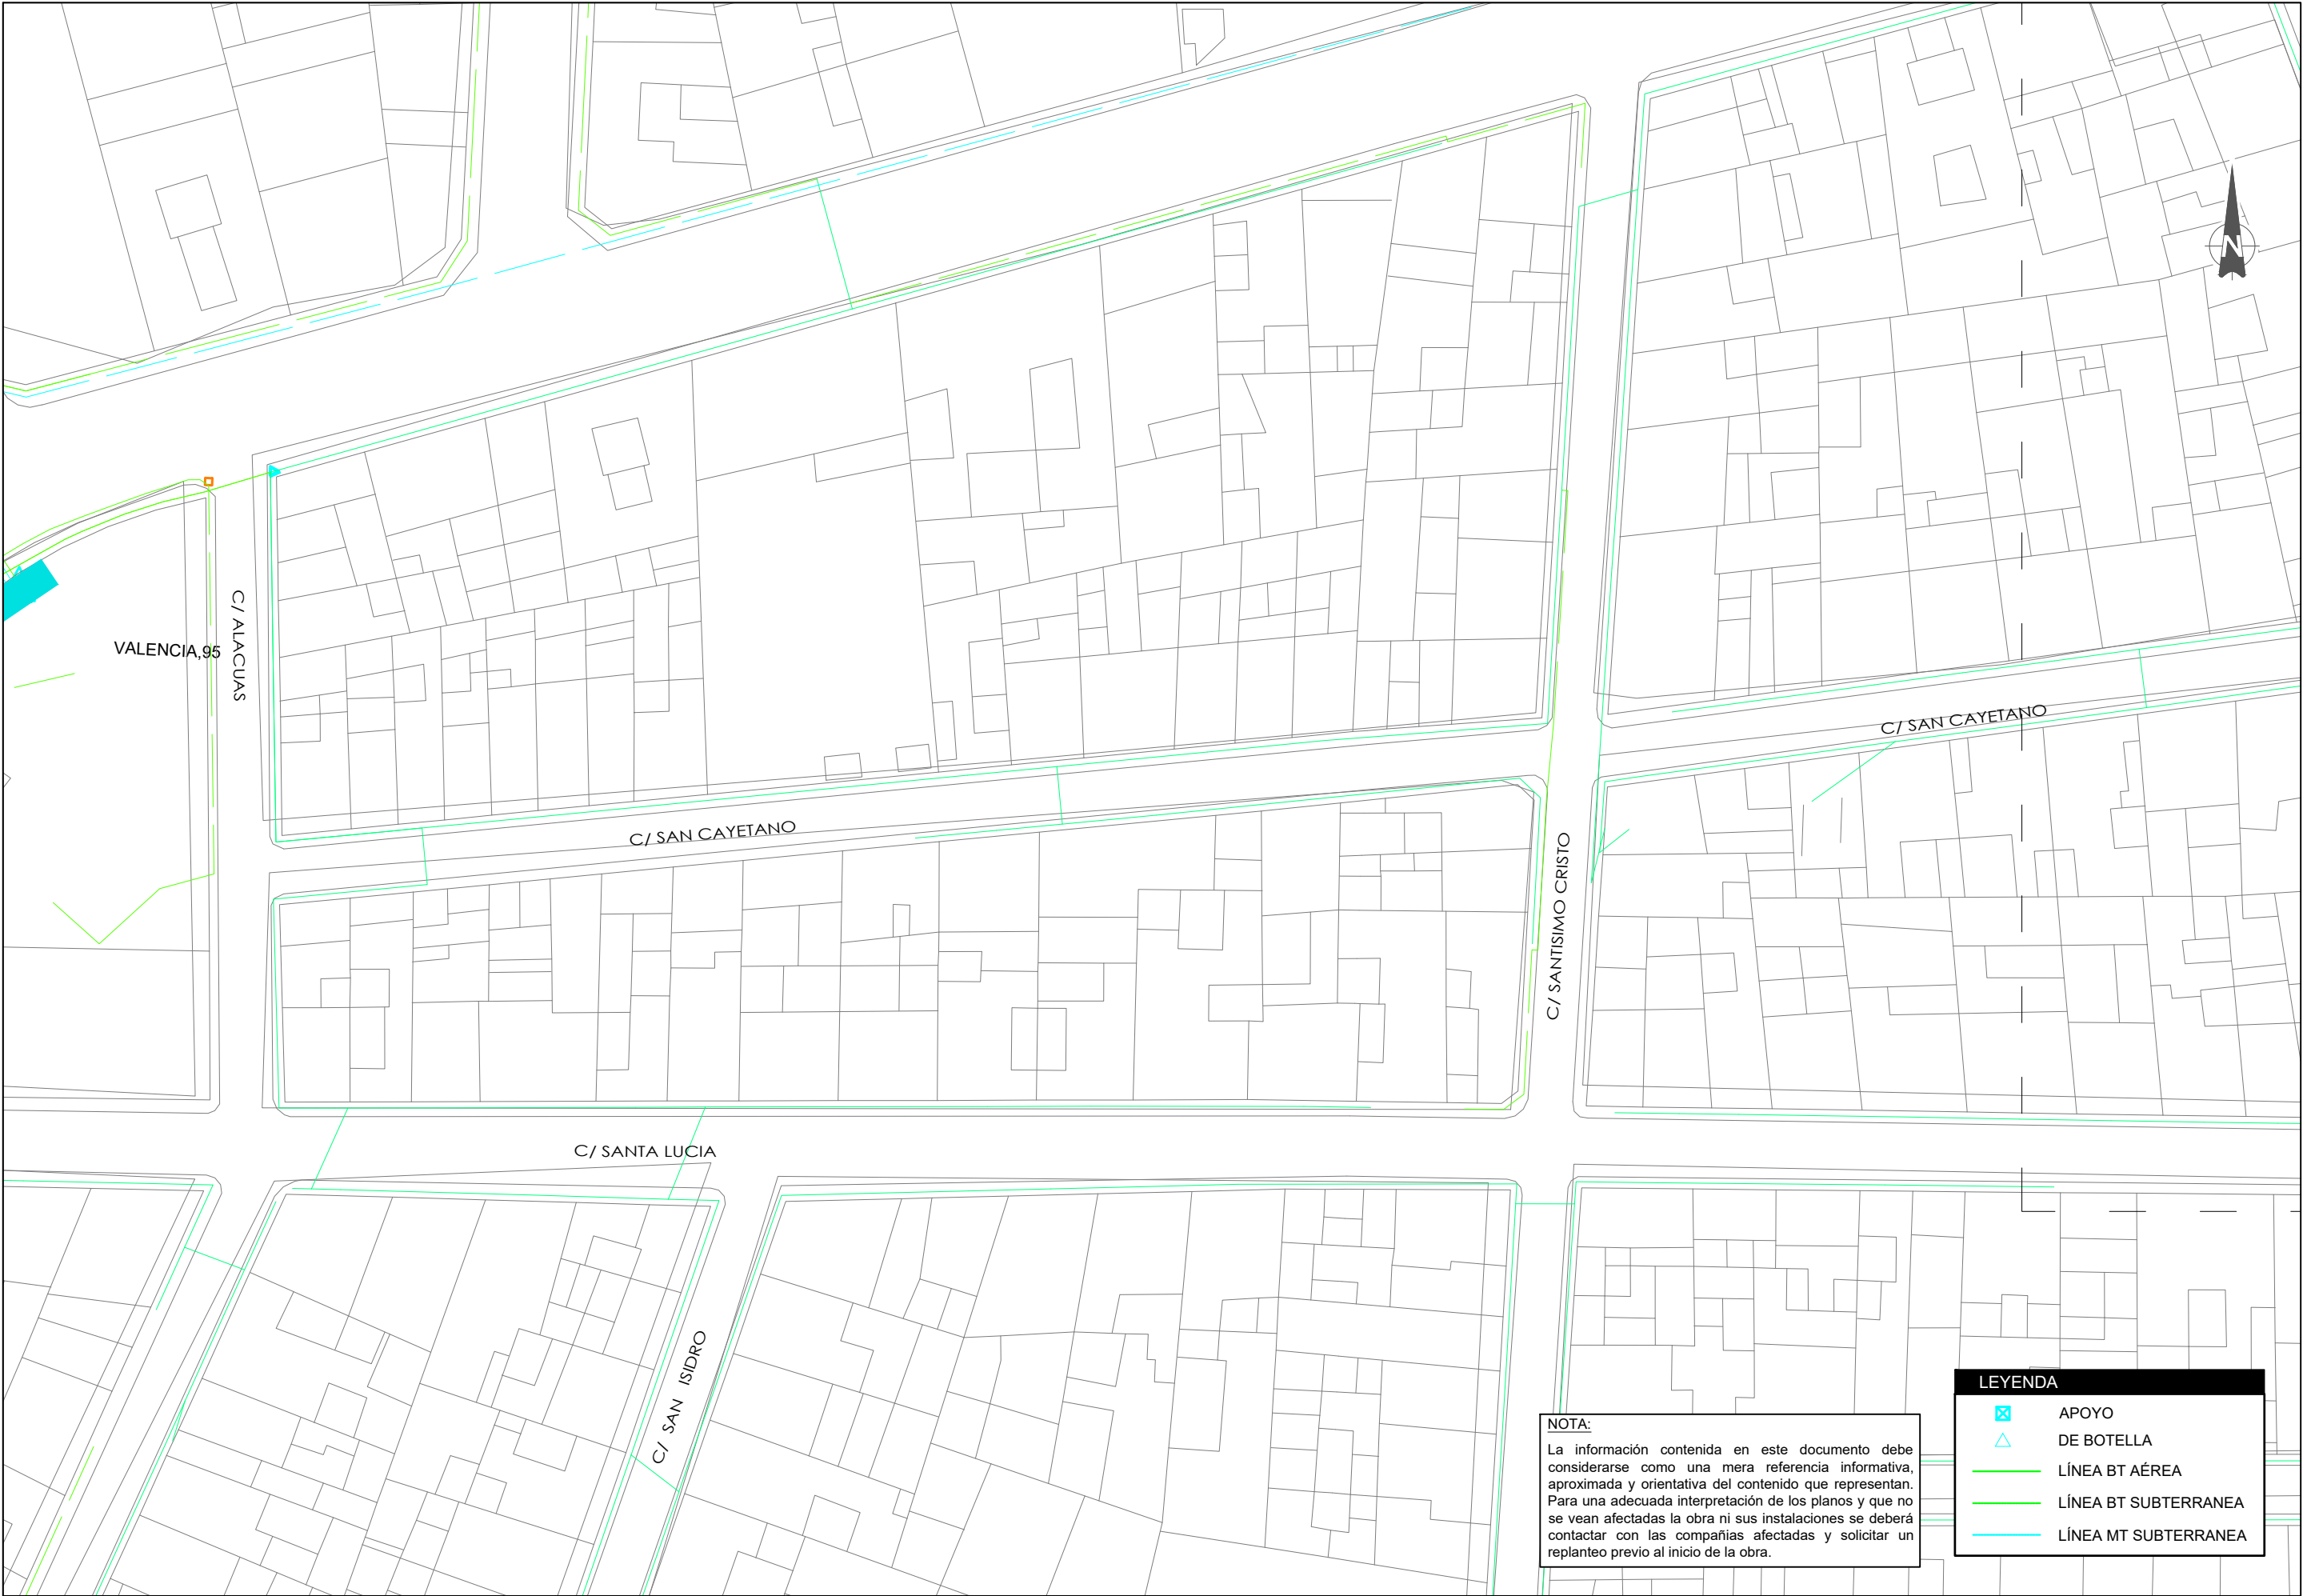 N
C/ ALACUAS
VALENCIA,95
C/ SAN CAYETANO
C/ SAN CAYETANO
C/ SANTISIMO CRISTO
C/ SANTA LUCIA
C/ SAN ISIDRO
NOTA:
La información contenida en este documento debe
considerarse como una mera referencia informativa,
aproximada y orientativa del contenido que representan.
Para una adecuada interpretación de los planos y que no
se vean afectadas la obra ni sus instalaciones se deberá
contactar con las compañias afectadas y solicitar un
replanteo previo al inicio de la obra.
LEYENDA
APOYO
DE BOTELLA
LÍNEA BT AÉREA
LÍNEA BT SUBTERRANEA
LÍNEA MT SUBTERRANEA